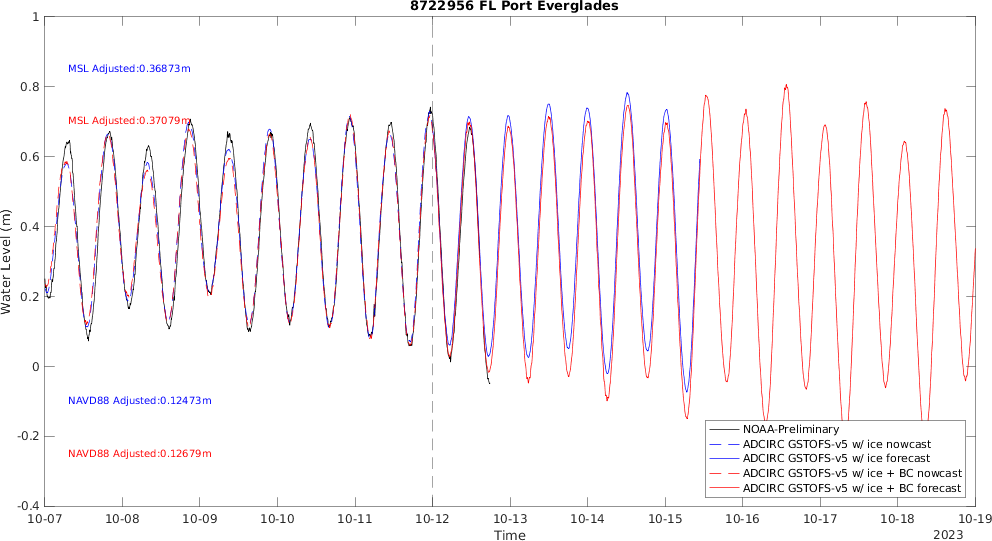 8722956 FL Port Everglades
1
0.8
0.6
0.4
0.2
0
-0.2
-0.4
Water Level (m)
MSL Adjusted:0.36873m
MSL Adjusted:0.37079m
NAVD88 Adjusted:0.12473m
NAVD88 Adjusted:0.12679m
NOAA-Preliminary
ADCIRC GSTOFS-v5 w/ ice nowcast
ADCIRC GSTOFS-v5 w/ ice forecast
ADCIRC GSTOFS-v5 w/ ice + BC nowcast
ADCIRC GSTOFS-v5 w/ ice + BC forecast
10-07 10-08 10-09 10-10 10-11 10-12 10-13 10-14 10-15 10-16 10-17 10-18 10-19
Time
2023